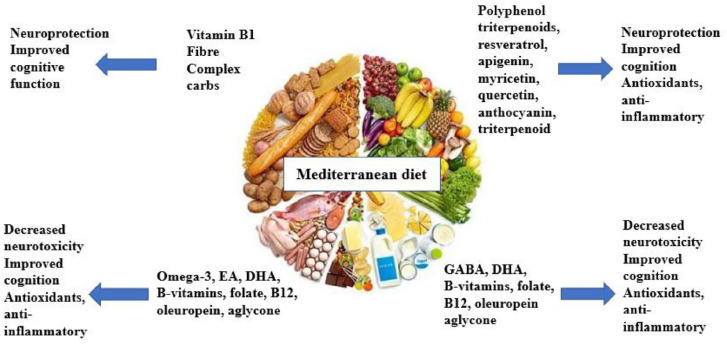 Neuroprotection
Improved
cognitive
function
Vitamin B1
Fibre
Complex
carbs
Polyphenol
triterpenoids,
resveratrol,
apigenin,
myricetin,
quercetin,
anthocyanin,
triterpenoid
Neuroprotection
Improved
cognition
Antioxidants,
anti-
inflammatory
Mediterranean diet
Decreased
neurotoxicity
Improved
cognition
Antioxidants,
anti-
inflammatory
Omega-3, EA, DHA,
B-vitamins, folate, B12,
oleuropein, aglycone
GABA, DHA,
B-vitamins, folate,
B12, oleuropein
aglycone
Decreased
neurotoxicity
Improved
cognition
Antioxidants,
anti-
inflammatory